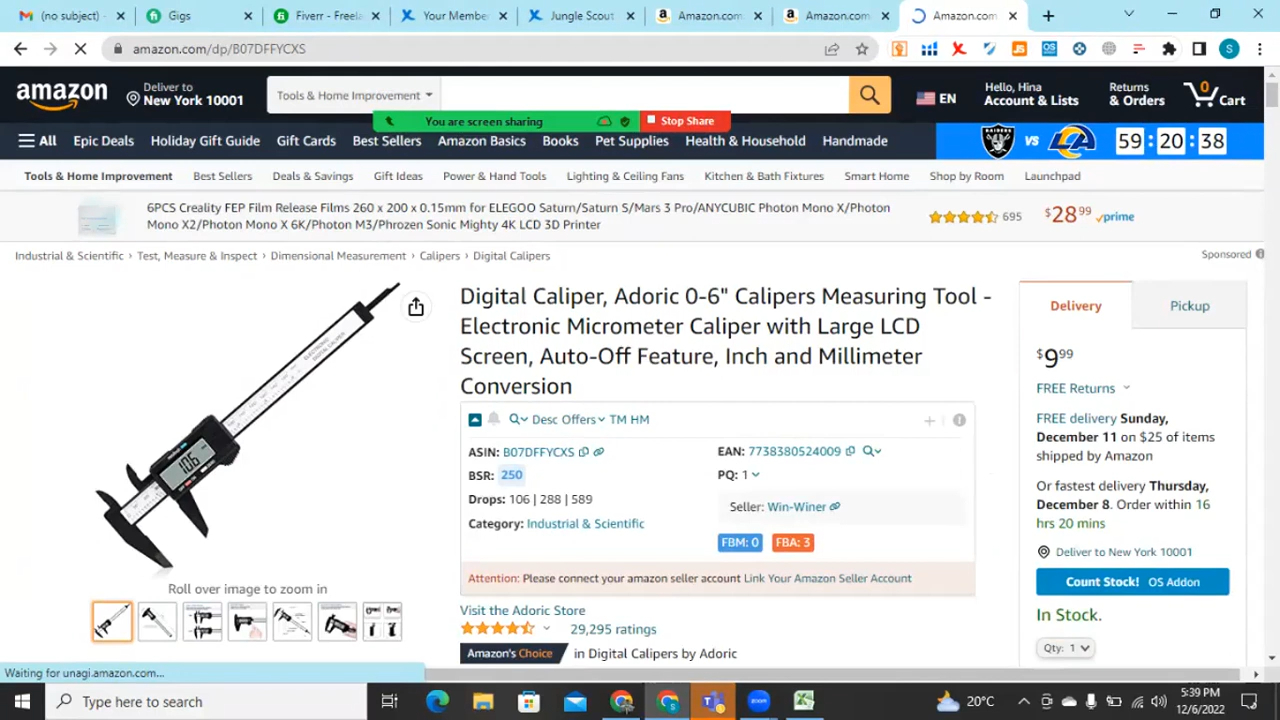 (no subject) - Gigs Fiverr - Freela Your Member Jungle Scout Amazon.com Amazon.com Amazon.com
amazon.com/dp/B07DFFYCXS
amazon Deliver to New York 10001 Tools & Home Improvement EN Hello, Hina Account & Lists Returns & Orders 0 Cart
You are screen sharing Stop Share
All Epic Deals Holiday Gift Guide Gift Cards Best Sellers Amazon Basics Books Pet Supplies Health & Household Handmade RAIDERS VS 59:20:38
Tools & Home Improvement Best Sellers Deals & Savings Gift Ideas Power & Hand Tools Lighting & Ceiling Fans Kitchen & Bath Fixtures Smart Home Shop by Room Launchpad
6PCS Creality FEP Film Release Films 260 x 200 x 0.15mm for ELEGOO Saturn/Saturn S/Mars 3 Pro/ANYCUBIC Photon Mono X/Photon
Mono X2/Photon Mono X 6K/Photon M3/Phrozen Sonic Mighty 4K LCD 3D Printer
695 $28.99 prime
Industrial & Scientific › Test, Measure & Inspect › Dimensional Measurement › Calipers › Digital Calipers
Sponsored
Digital Caliper, Adoric 0-6" Calipers Measuring Tool -
Electronic Micrometer Caliper with Large LCD
Screen, Auto-Off Feature, Inch and Millimeter
Conversion
Desc Offers TM HM
ASIN: B07DFFYCXS EAN: 7738380524009
BSR: 250 PQ: 1
Drops: 106 | 288 | 589 Seller: Win-Winer
Category: Industrial & Scientific
FBM: 0 FBA: 3
Attention: Please connect your amazon seller account Link Your Amazon Seller Account
Visit the Adoric Store
29,295 ratings
Amazon's Choice in Digital Calipers by Adoric
ELECTRONIC
DIGITAL CALIPER
Roll over image to zoom in
Delivery Pickup
$9.99
FREE Returns
FREE delivery Sunday,
December 11 on $25 of items
shipped by Amazon
Or fastest delivery Thursday,
December 8. Order within 16
hrs 20 mins
Deliver to New York 10001
Count Stock! OS Addon
In Stock.
Qty: 1
Waiting for unagi.amazon.com...
Type here to search
zoom
20°C
5:39 PM
12/6/2022